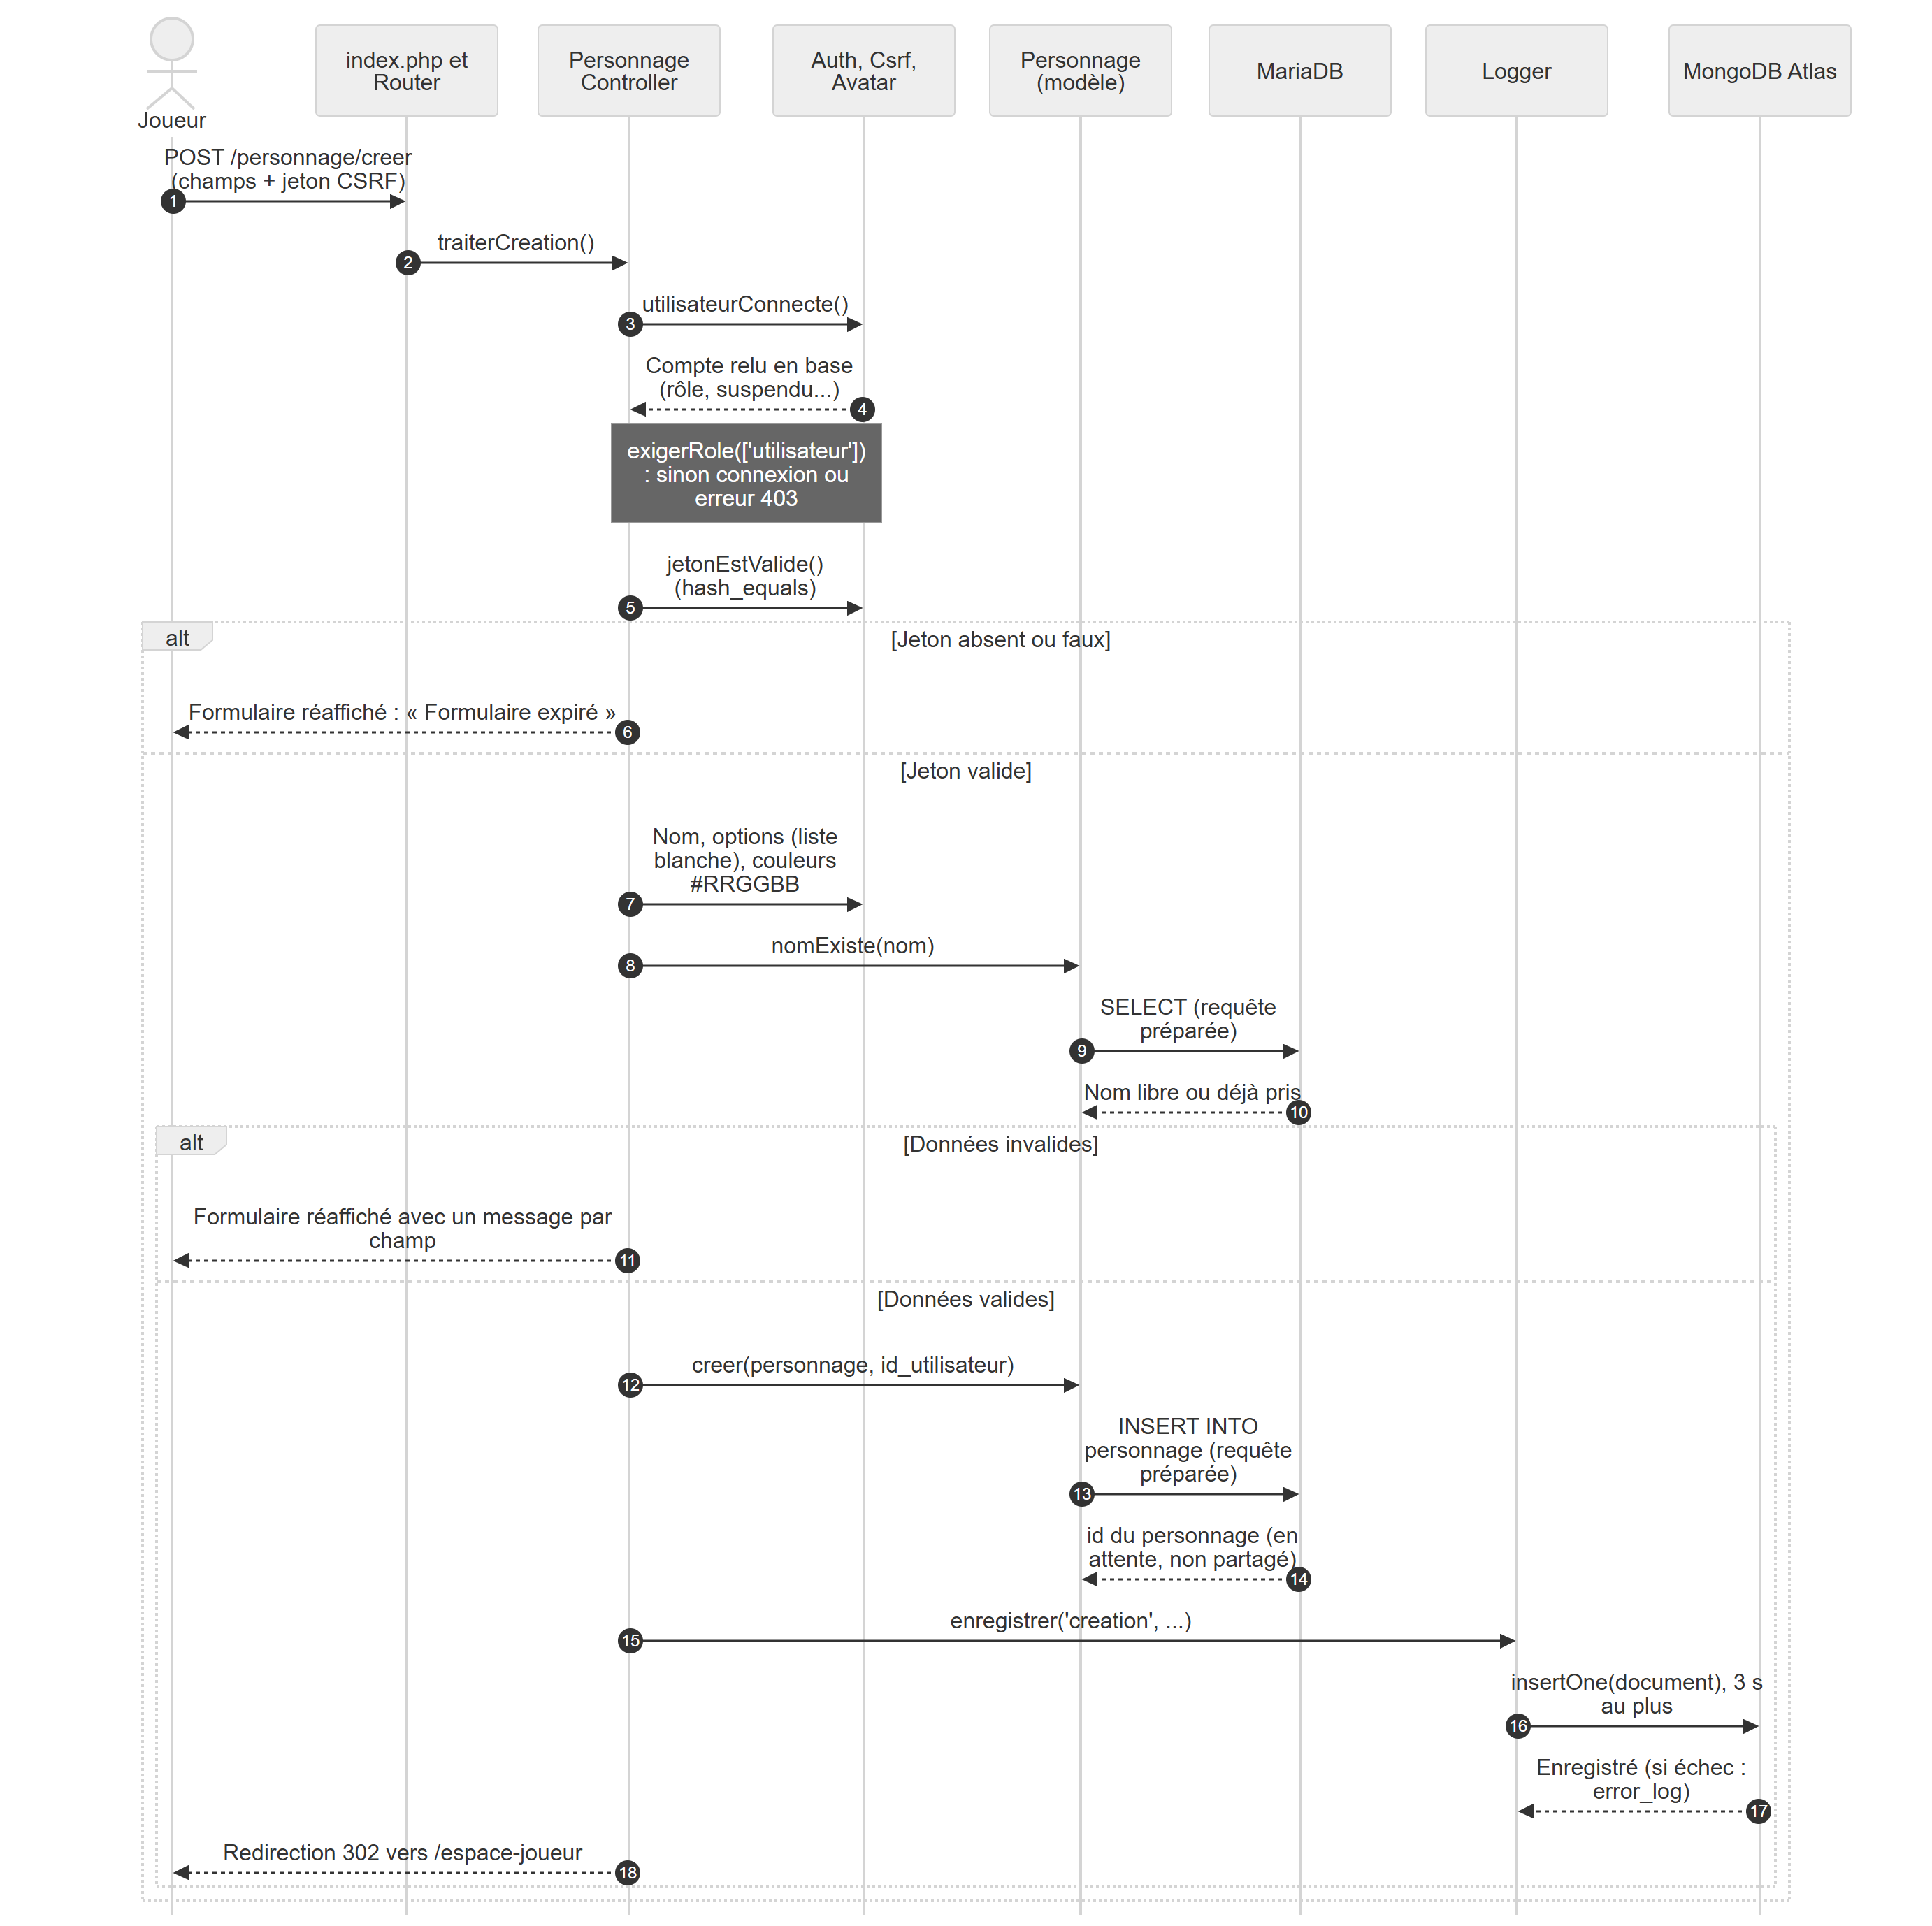 Joueur
index.php et
Router
Personnage
Controller
Auth, Csrf,
Avatar
Personnage
(modèle)
MariaDB
Logger
MongoDB Atlas
POST /personnage/creer
(champs + jeton CSRF)
1
traiterCreation()
2
utilisateurConnecte()
3
Compte relu en base
(rôle, suspendu...)
4
exigerRole(['utilisateur'])
: sinon connexion ou
erreur 403
jetonEstValide()
(hash_equals)
5
alt
[Jeton absent ou faux]
Formulaire réaffiché : « Formulaire expiré »
6
[Jeton valide]
Nom, options (liste
blanche), couleurs
#RRGGBB
7
nomExiste(nom)
8
SELECT (requête
préparée)
9
Nom libre ou déjà pris
10
alt
[Données invalides]
Formulaire réaffiché avec un message par
champ
11
[Données valides]
creer(personnage, id_utilisateur)
12
INSERT INTO
personnage (requête
préparée)
13
id du personnage (en
attente, non partagé)
14
enregistrer('creation', ...)
15
insertOne(document), 3 s
au plus
16
Enregistré (si échec :
error_log)
17
Redirection 302 vers /espace-joueur
18